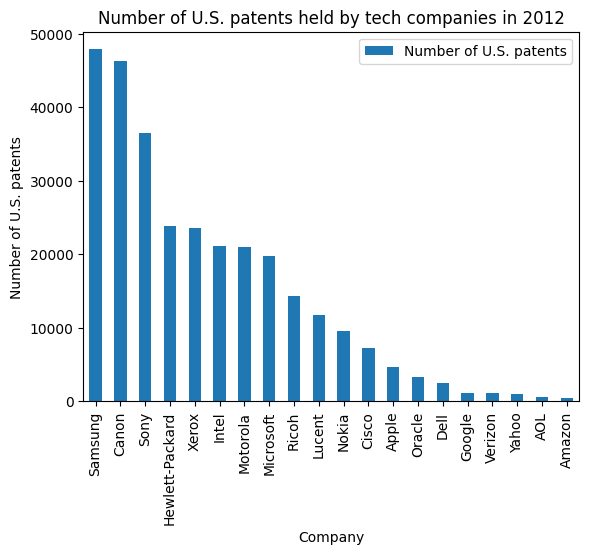 Number of U.S. patents held by tech companies in 2012
Number of U.S. patents
50000
40000
30000
20000
10000
0
Number of U.S. patents
Samsung
Canon
Sony
Hewlett-Packard
Xerox
Intel
Motorola
Microsoft
Ricoh
Lucent
Nokia
Cisco
Apple
Oracle
Dell
Google
Verizon
Yahoo
AOL
Amazon
Company